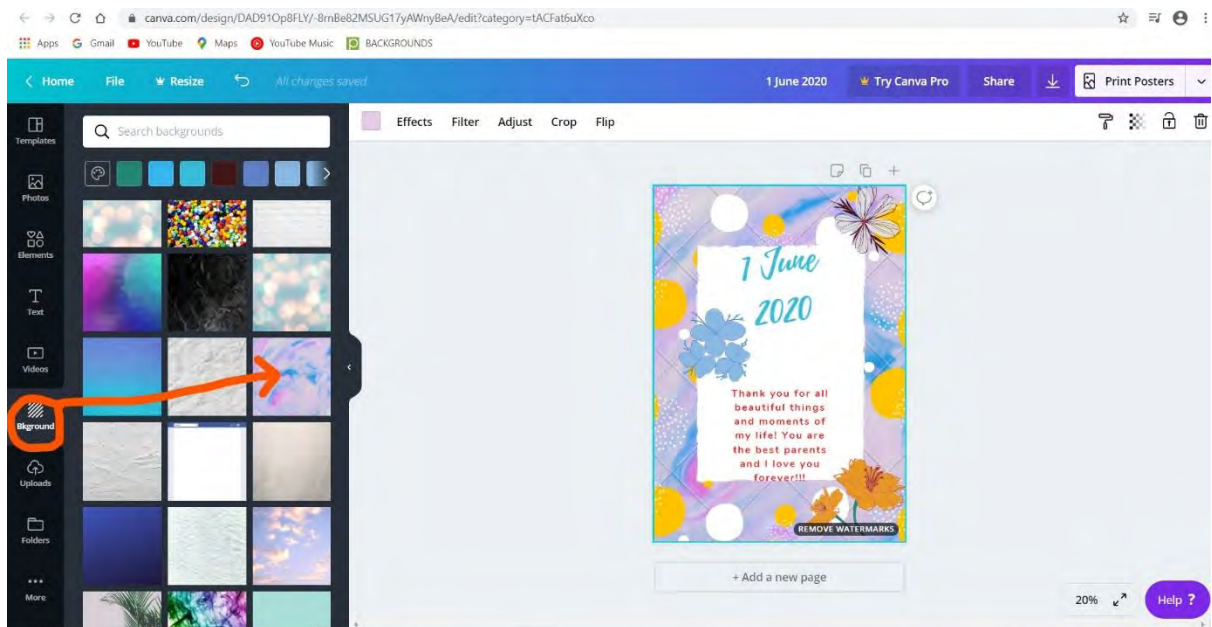 canva.com/design/DAD91Op8FLY/-8rnBe82MSUG17yAWnyBeA/edit?category=tACFat6uXco
Apps Gmail YouTube Maps YouTube Music BACKGROUNDS
Home File Resize All changes saved 1 June 2020 Try Canva Pro Share Print Posters
Templates
Photos
Elements
Text
Videos
Bkground
Uploads
Folders
More
Search backgrounds
Effects Filter Adjust Crop Flip
1 June
2020
Thank you for all
beautiful things
and moments of
my life! You are
the best parents
and I love you
forever!!!
REMOVE WATERMARKS
+ Add a new page
20%
Help ?